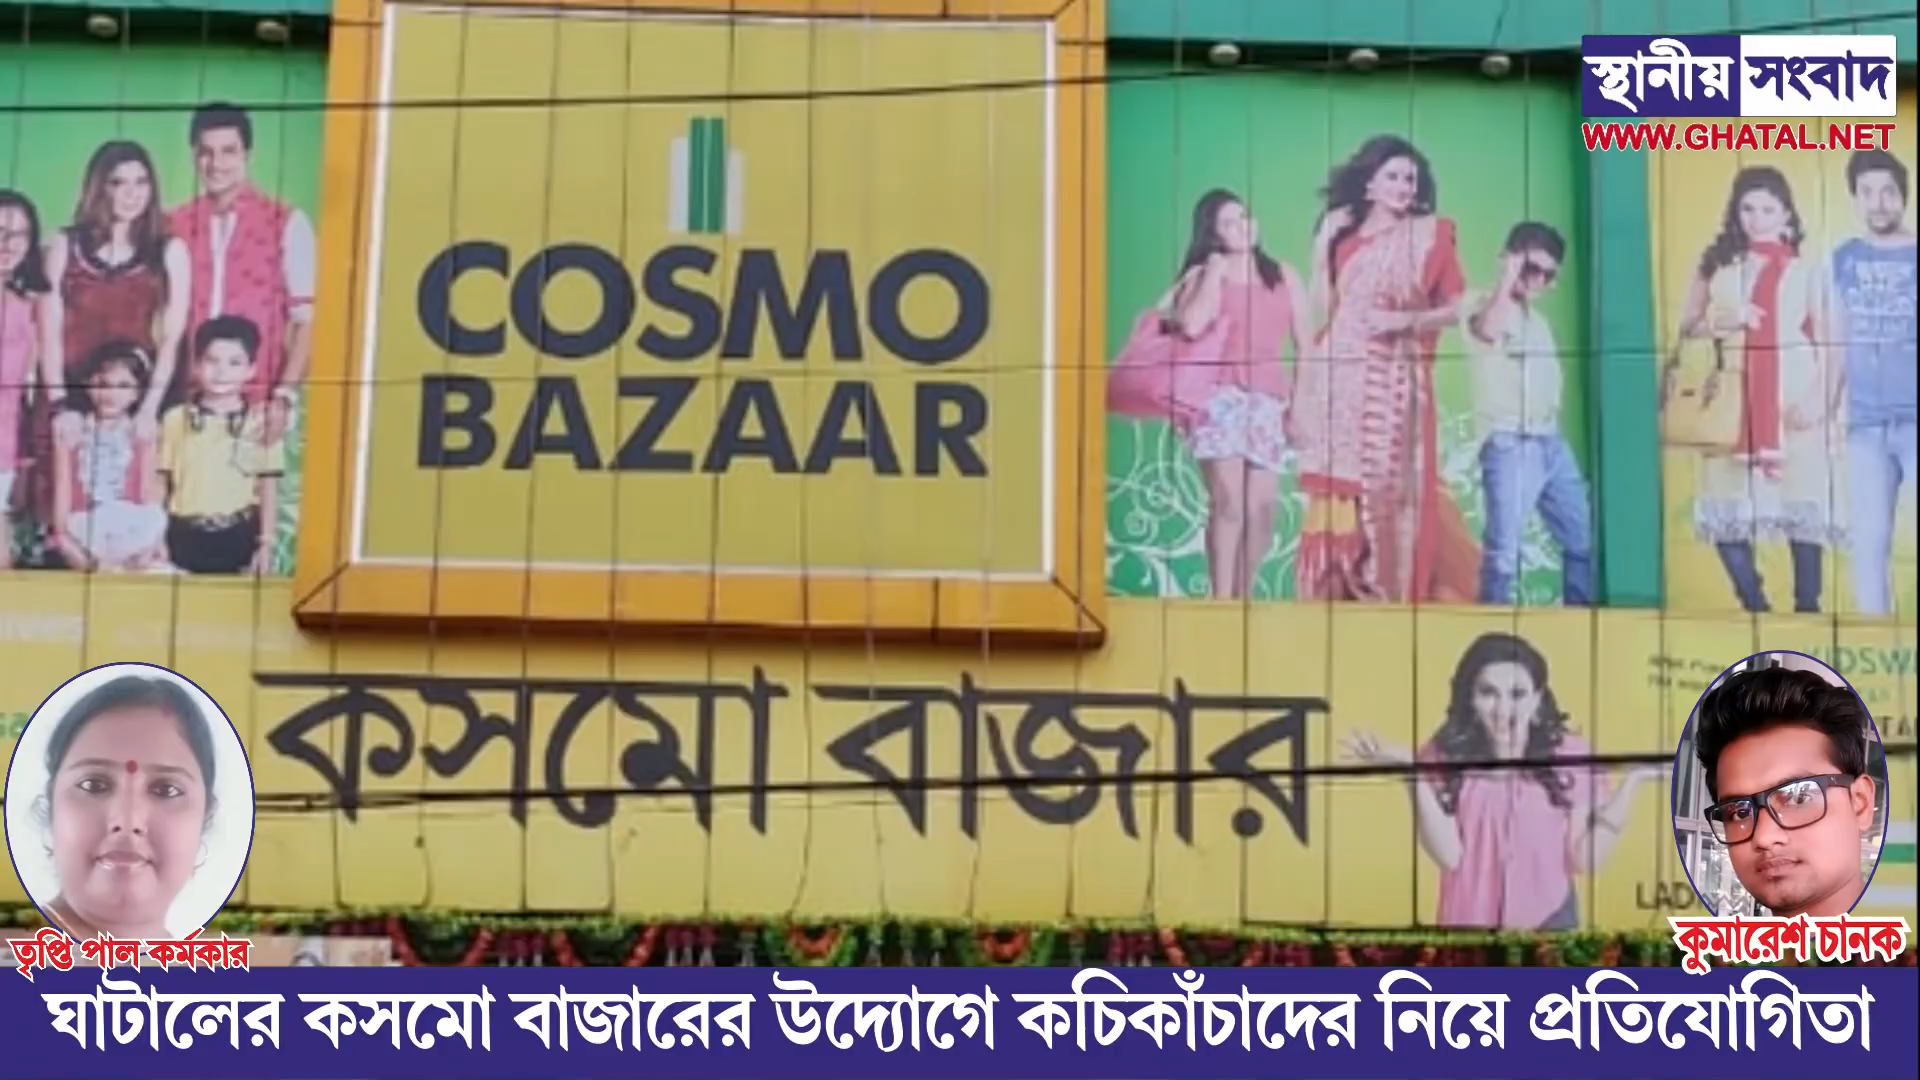 স্থানীয় সংবাদ
WWW.GHATAL.NET
COSMO
BAZAAR
কসমো বাজার
তৃপ্তি পাল কর্মকার
কুমারেশ চানক
ঘাটালের কসমো বাজারের উদ্যোগে কচিকাঁচাদের নিয়ে প্রতিযোগিতা